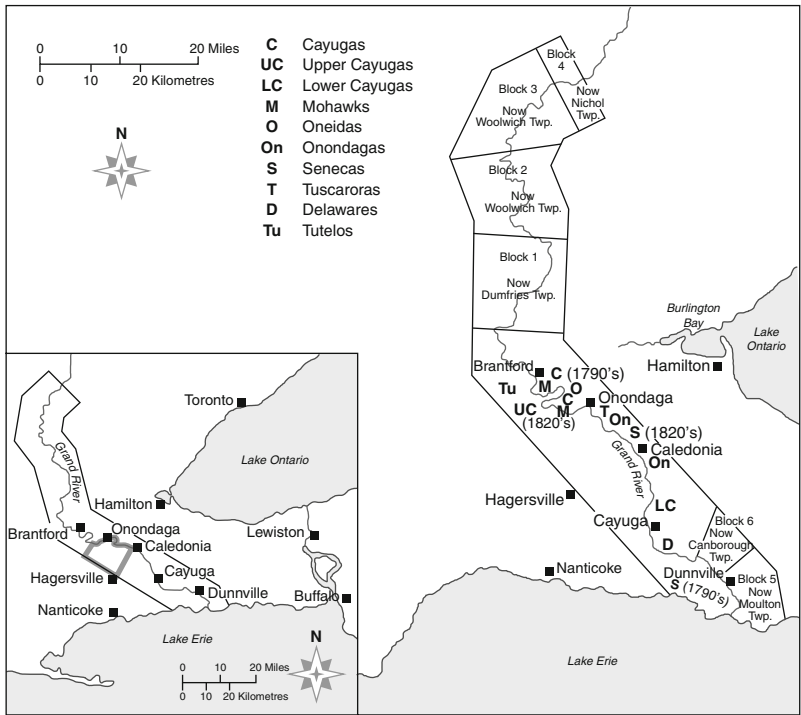 0 10 20 Miles
0 10 20 Kilometres
N
C Cayugas
UC Upper Cayugas
LC Lower Cayugas
M Mohawks
O Oneidas
On Onondagas
S Senecas
T Tuscaroras
D Delawares
Tu Tutelos
Block
4
Now
Nichol
Twp.
Block 3
Now
Woolwich Twp.
Block 2
Now
Woolwich Twp.
Block 1
Now
Dumfries Twp.
Burlington
Bay
Lake
Ontario
Hamilton
Brantford
C (1790's)
M
O
Tu
C
UC
M
(1820's)
Onondaga
T
On
S (1820's)
Caledonia
On
Grand River
Hagersville
LC
Cayuga
D
Block 6
Now
Canborough
Twp.
Nanticoke
Dunnville
S (1790's)
Block 5
Now
Moulton
Twp.
Lake Erie
Toronto
Grand River
Lake Ontario
Hamilton
Brantford
Onondaga
Caledonia
Lewiston
Hagersville
Cayuga
Dunnville
Buffalo
Nanticoke
Lake Erie
N
0 10 20 Miles
0 10 20 Kilometres